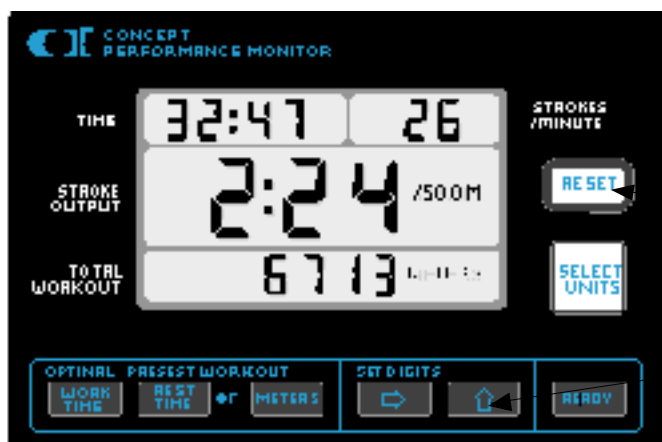 CONCEPT
PERFORMANCE MONITOR
TIME 32:47 26 STROKES
/MINUTE
STROKE
OUTPUT 2:24 /500M
RESET
TOTAL
WORKOUT 6713
SELECT
UNITS
OPTINAL PRESEST WORKOUT SET DIGITS
WORK
TIME REST
TIME or METERS READY